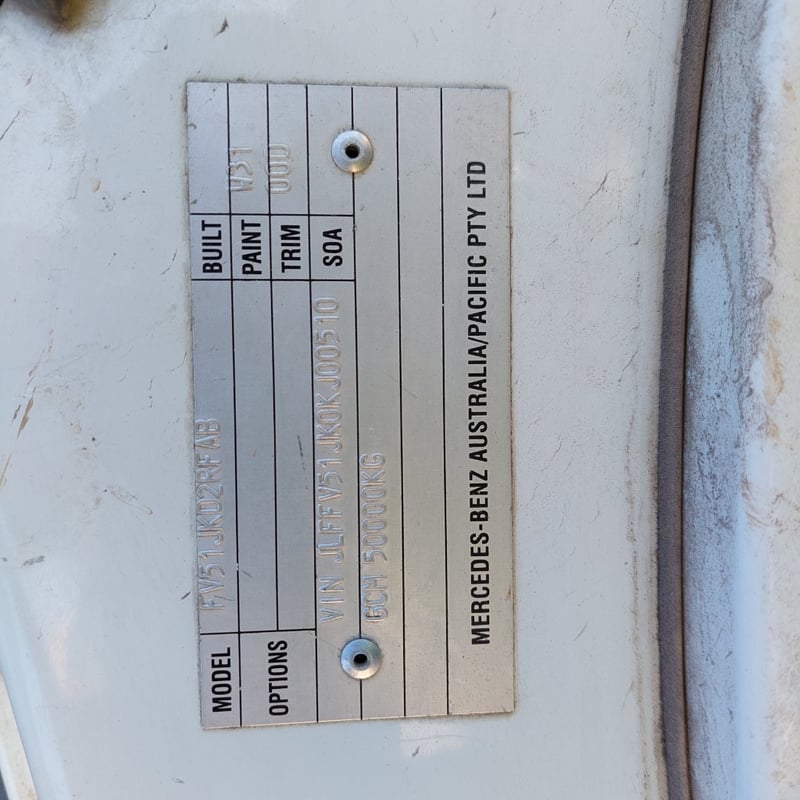 MODEL FV51JKD2RFAB BUILT
PAINT W31
OPTIONS TRIM 00D
VIN JLFFV51JK0KJ00510 SOA
GCM 50000KG
MERCEDES-BENZ AUSTRALIA/PACIFIC PTY LTD